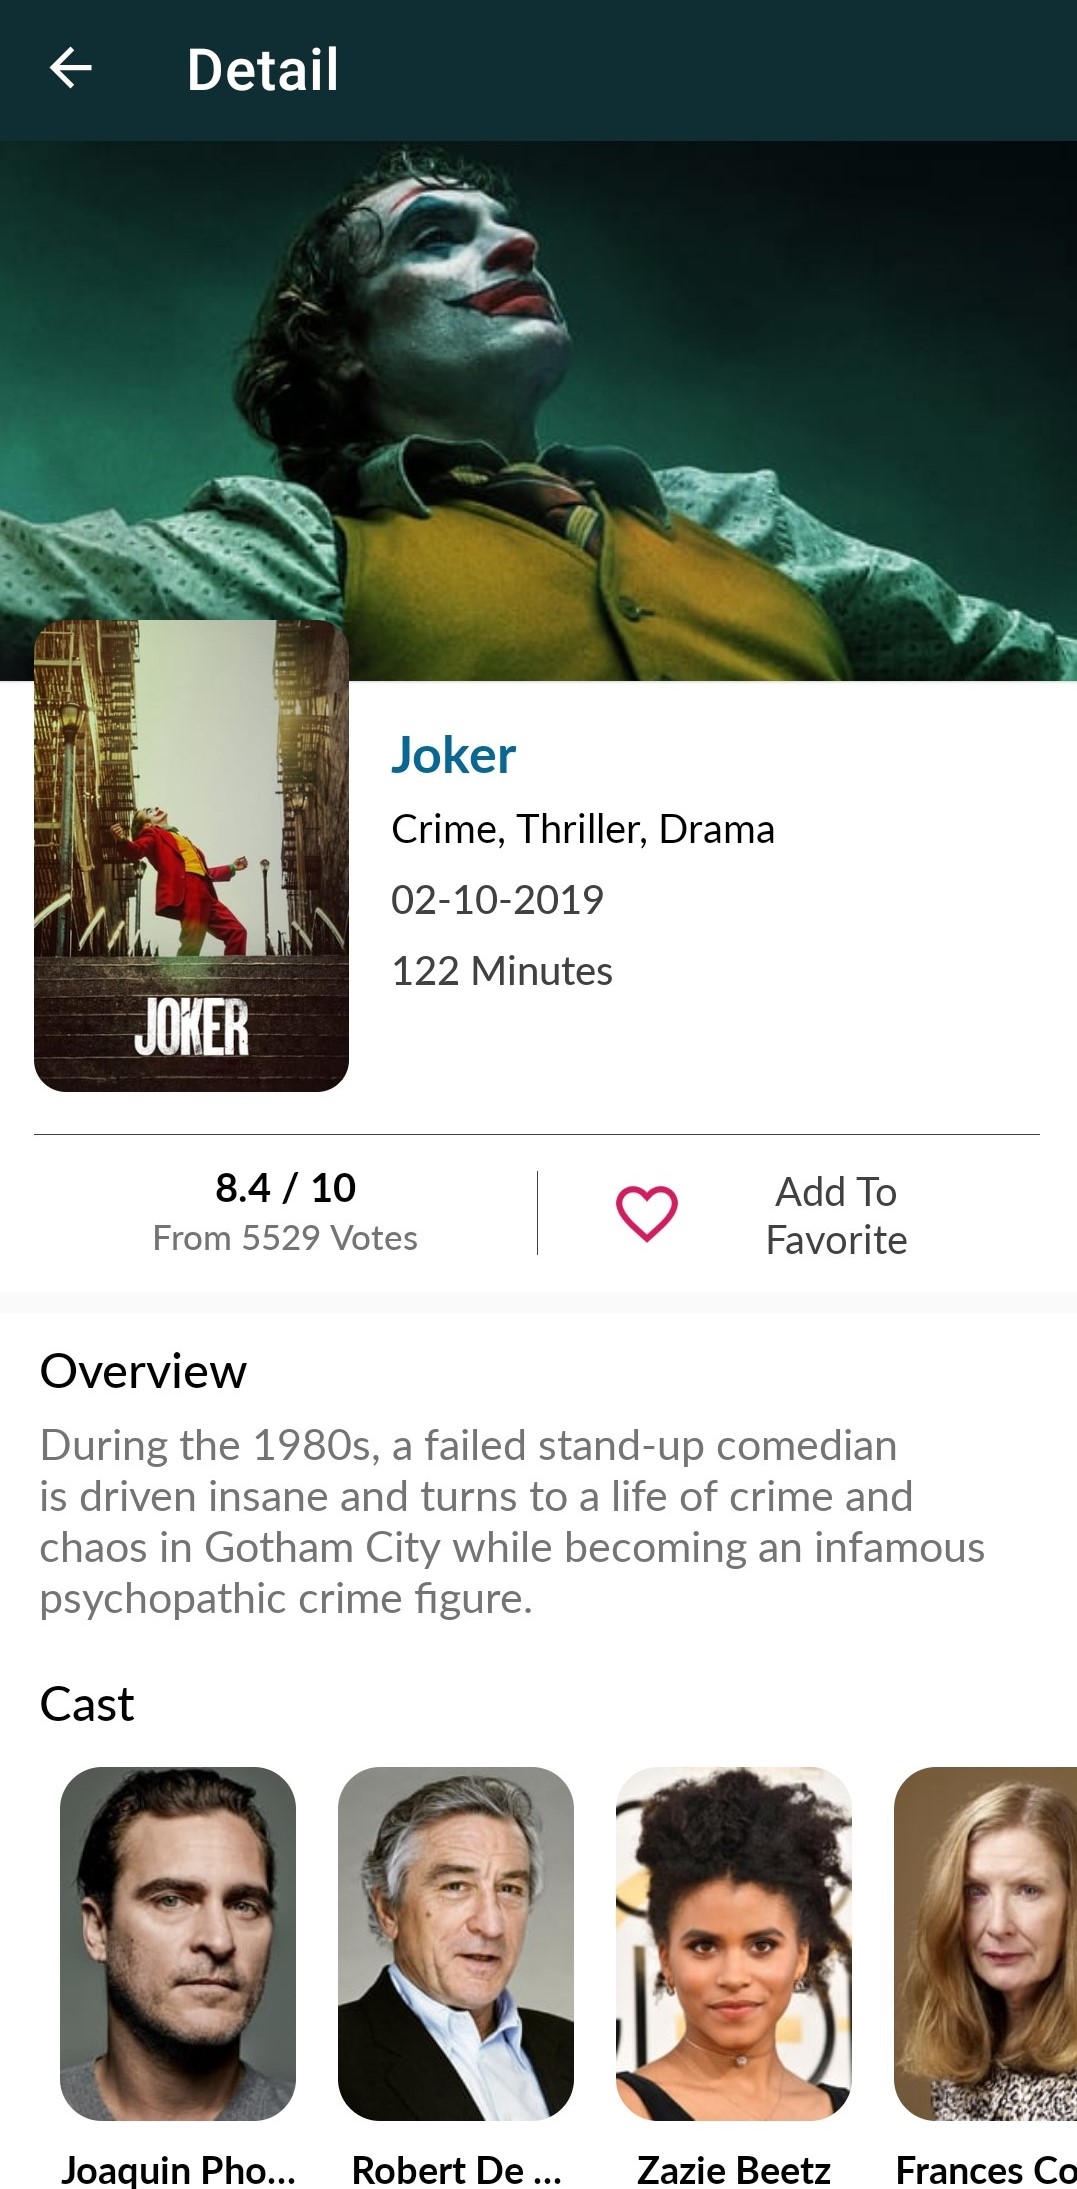 Detail
Joker
Crime, Thriller, Drama
02-10-2019
122 Minutes
JOKER
8.4 / 10
From 5529 Votes
Add To
Favorite
Overview
During the 1980s, a failed stand-up comedian
is driven insane and turns to a life of crime and
chaos in Gotham City while becoming an infamous
psychopathic crime figure.
Cast
Joaquin Pho...
Robert De ...
Zazie Beetz
Frances Co